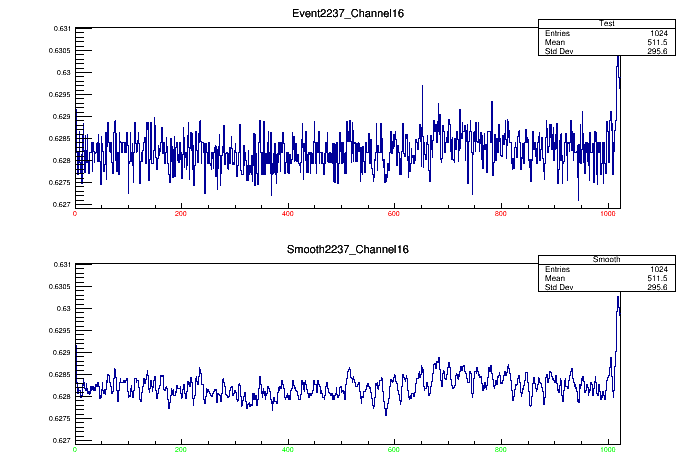 Event2237_Channel16
Test
Entries 1024
Mean 511.5
Std Dev 295.6
0.631
0.6305
0.63
0.6295
0.629
0.6285
0.628
0.6275
0.627
0 200 400 600 800 1000
Smooth2237_Channel16
Smooth
Entries 1024
Mean 511.5
Std Dev 295.6
0.631
0.6305
0.63
0.6295
0.629
0.6285
0.628
0.6275
0.627
0 200 400 600 800 1000